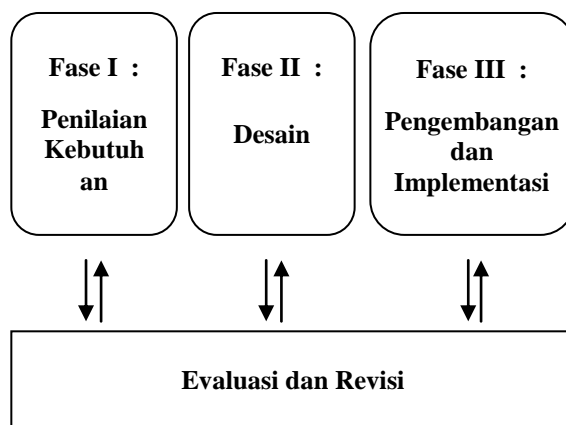 Fase I :
Penilaian
Kebutuh
an
Fase II :
Desain
Fase III :
Pengembangan
dan
Implementasi
Evaluasi dan Revisi